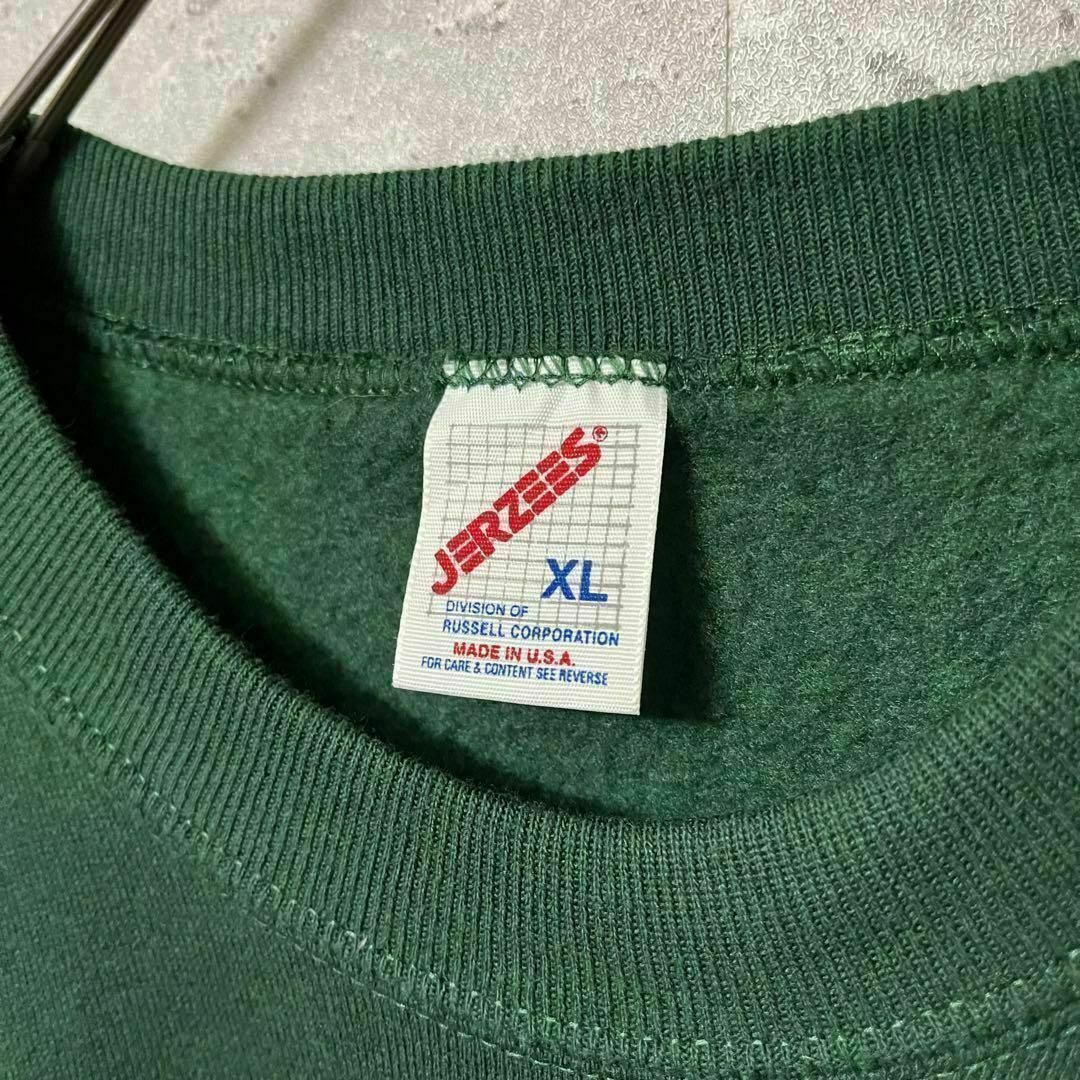 JERZEES®
XL
DIVISION OF
RUSSELL CORPORATION
MADE IN U.S.A.
FOR CARE & CONTENT SEE REVERSE